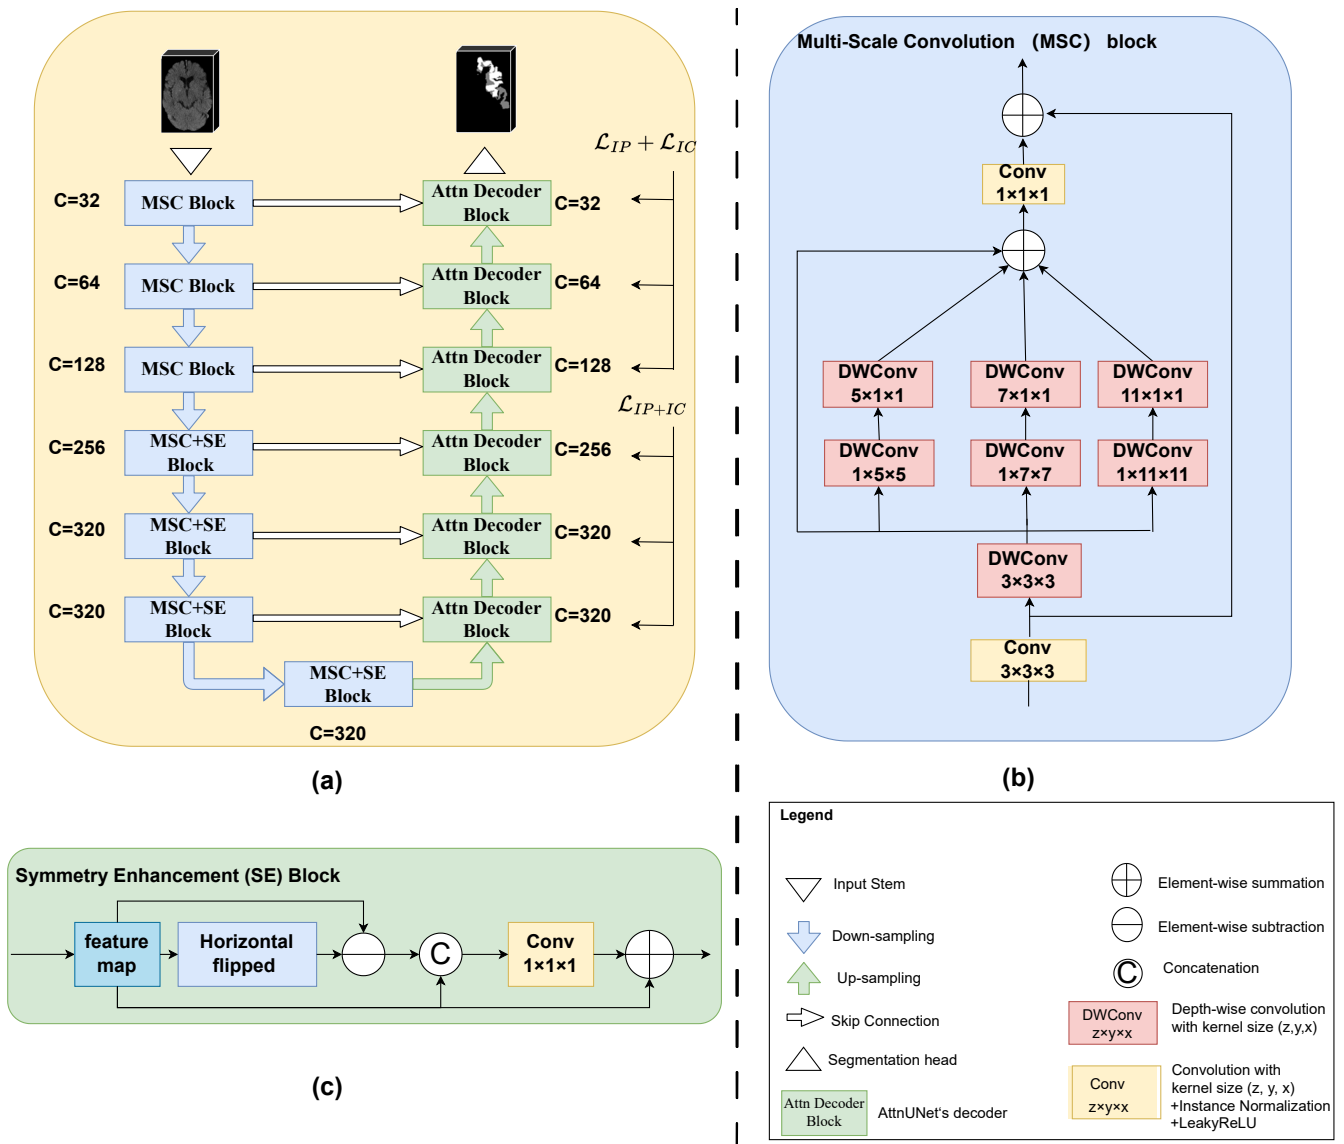 C=32
MSC Block
Attn Decoder
Block
C=32
C=64
MSC Block
Attn Decoder
Block
C=64
C=128
MSC Block
Attn Decoder
Block
C=128
C=256
MSC+SE
Block
Attn Decoder
Block
C=256
C=320
MSC+SE
Block
Attn Decoder
Block
C=320
C=320
MSC+SE
Block
Attn Decoder
Block
C=320
MSC+SE
Block
C=320
ℒ_IP + ℒ_IC
ℒ_IP+IC
(a)
Multi-Scale Convolution （MSC） block
Conv
1×1×1
DWConv
5×1×1
DWConv
7×1×1
DWConv
11×1×1
DWConv
1×5×5
DWConv
1×7×7
DWConv
1×11×11
DWConv
3×3×3
Conv
3×3×3
(b)
Symmetry Enhancement (SE) Block
feature
map
Horizontal
flipped
C
Conv
1×1×1
(c)
Legend
Input Stem
Down-sampling
Up-sampling
Skip Connection
Segmentation head
Attn Decoder
Block
AttnUNet's decoder
Element-wise summation
Element-wise subtraction
C
Concatenation
DWConv
z×y×x
Depth-wise convolution
with kernel size (z,y,x)
Conv
z×y×x
Convolution with
kernel size (z, y, x)
+Instance Normalization
+LeakyReLU